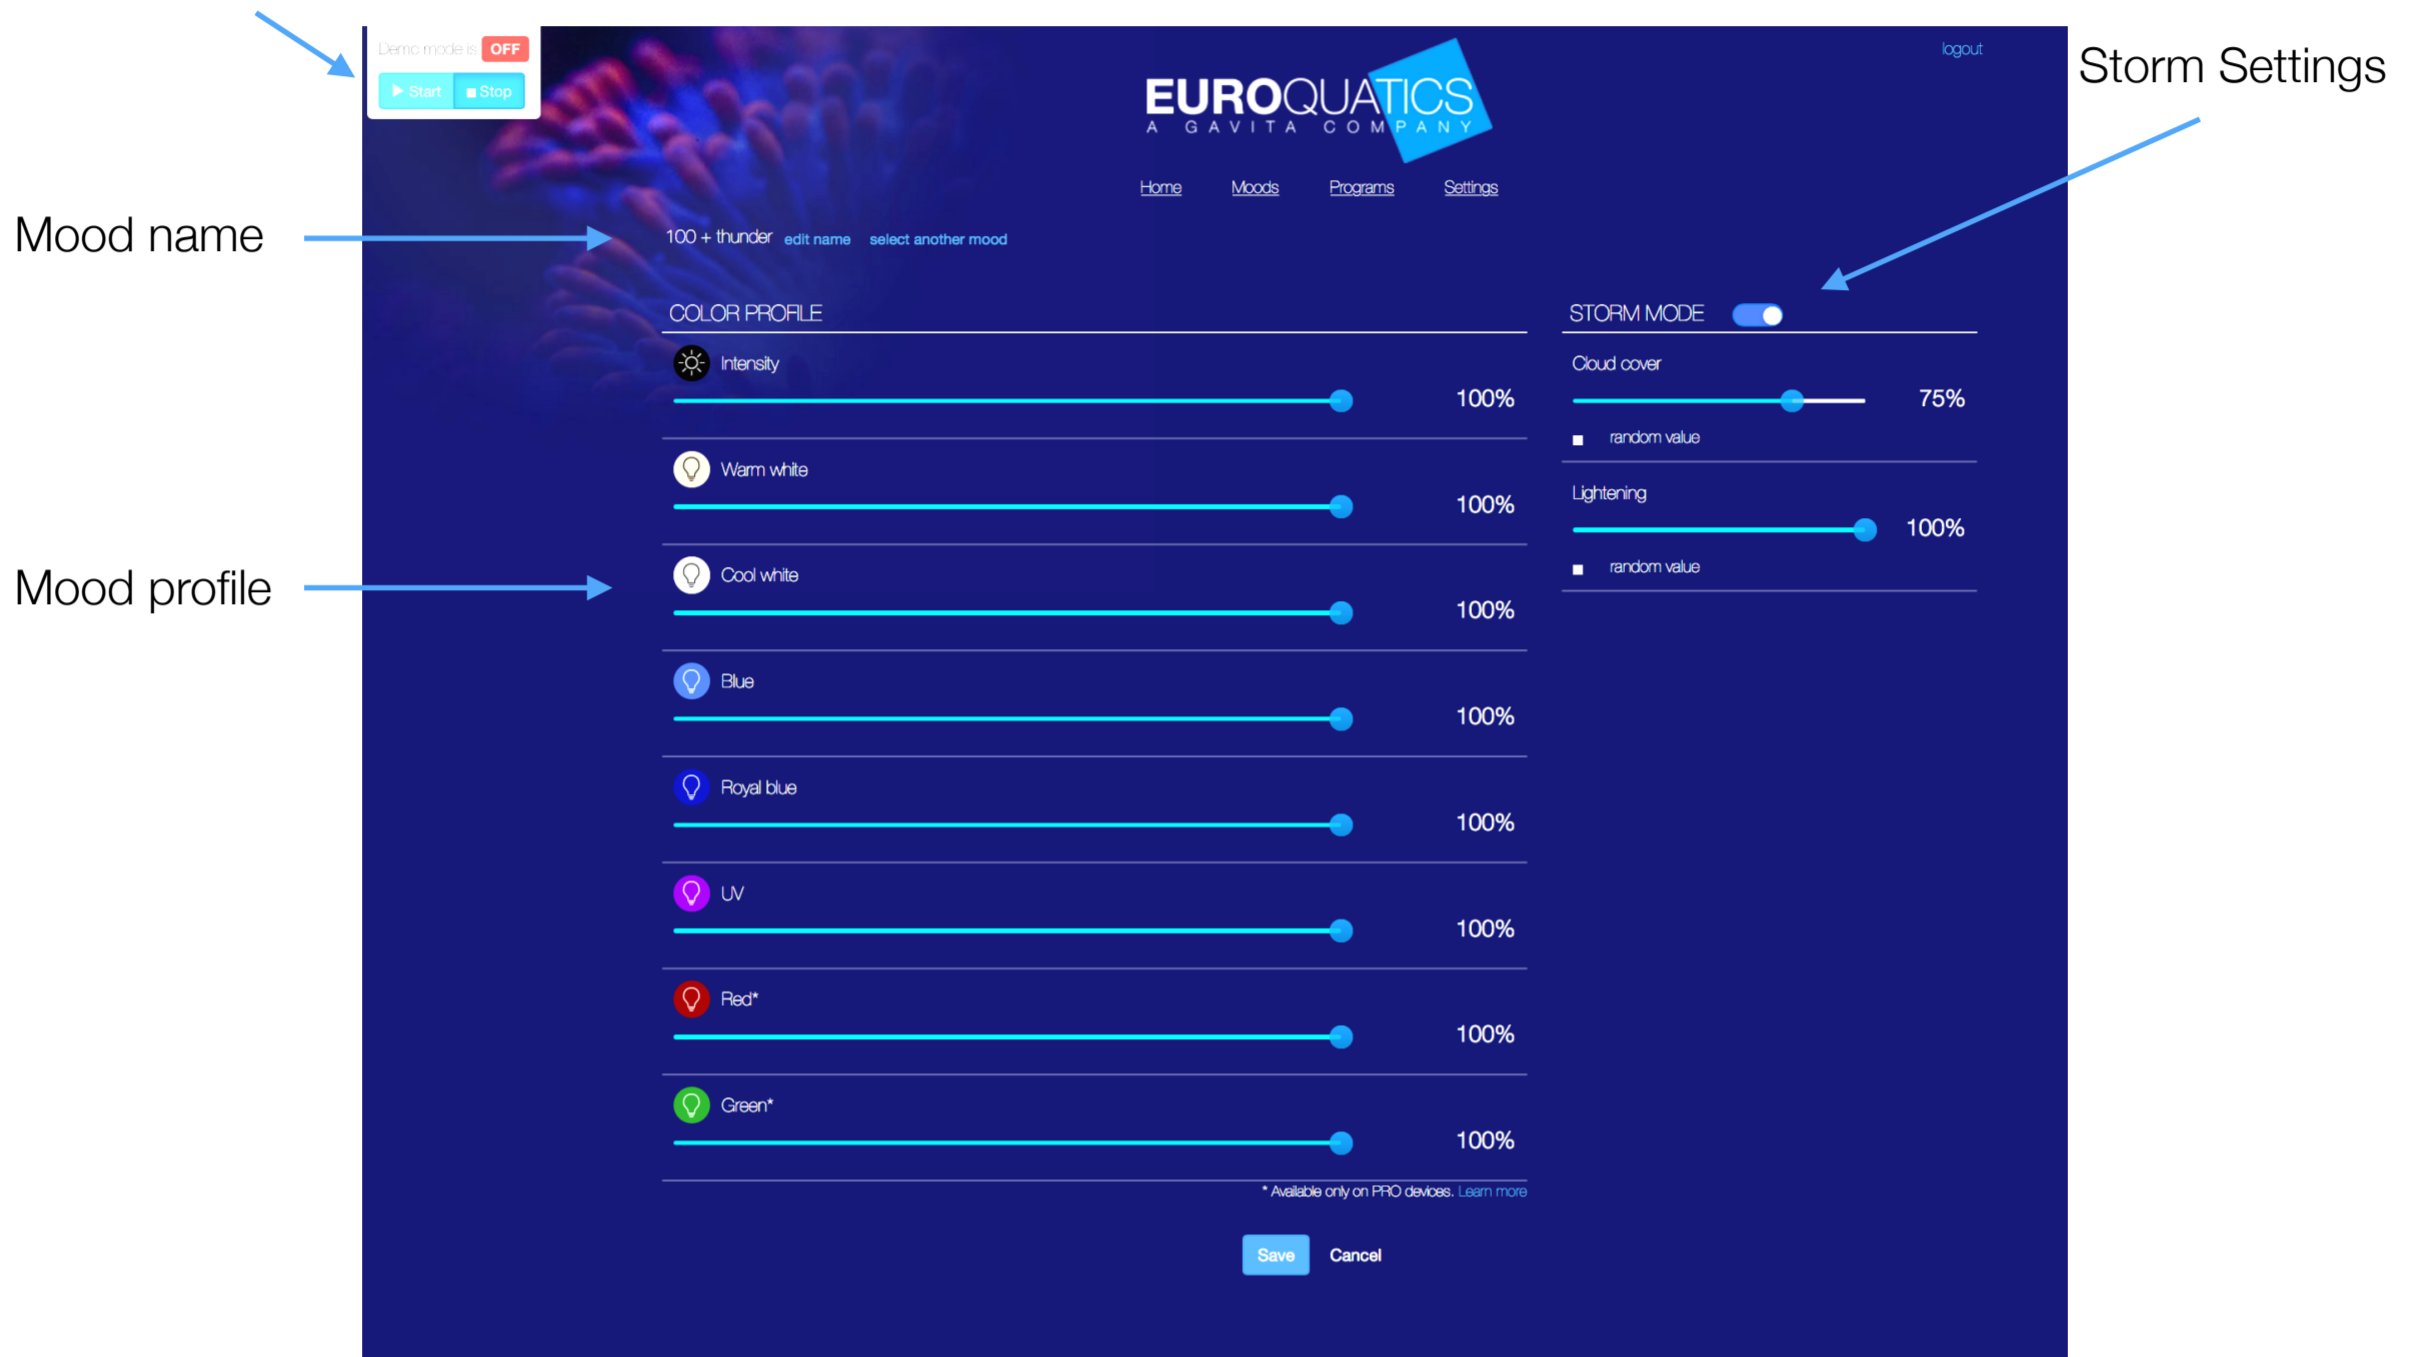 Demo mode is OFF
Start Stop
logout
Storm Settings
EUROQUATICS
A GAVITA COMPANY
Home Moods Programs Settings
Mood name
100 + thunder edit name select another mood
COLOR PROFILE
Intensity
100%
Warm white
100%
Mood profile
Cool white
100%
Blue
100%
Royal blue
100%
UV
100%
Red*
100%
Green*
100%
* Available only on PRO devices. Learn more
Save Cancel
STORM MODE
Cloud cover
75%
random value
Lightening
100%
random value